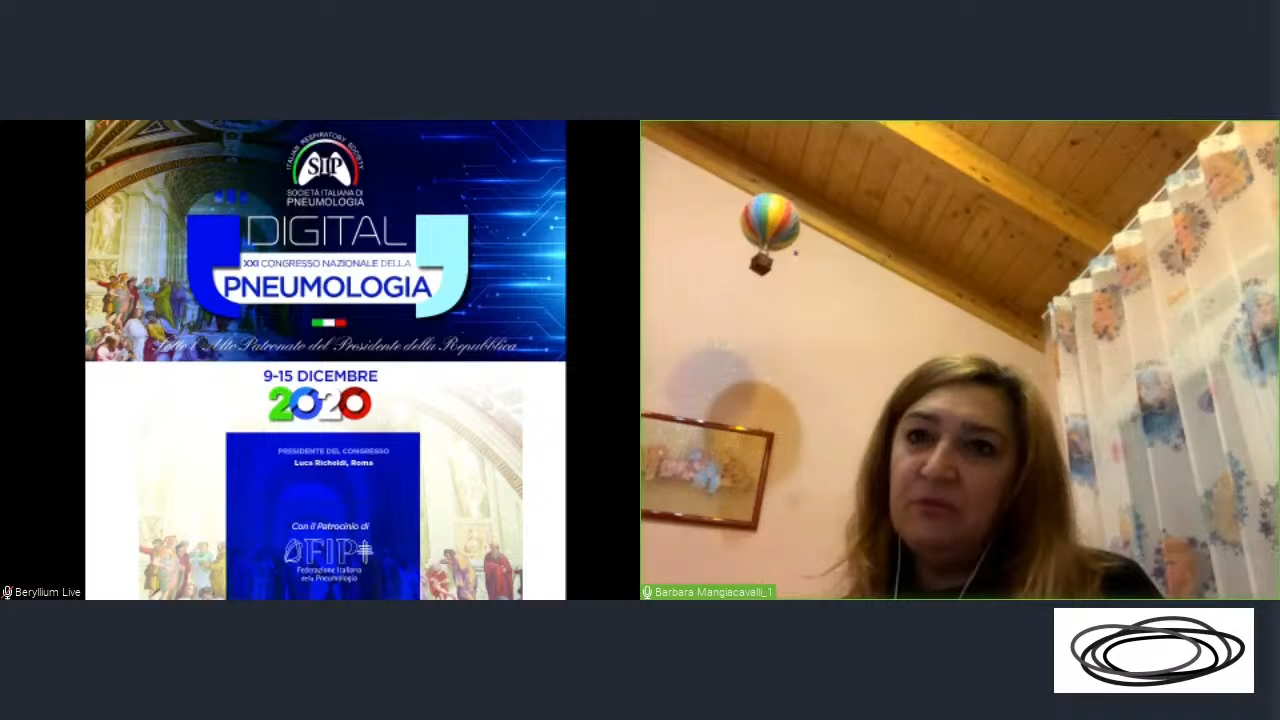 ITALIAN RESPIRATORY SOCIETY
SIP
SOCIETÀ ITALIANA DI
PNEUMOLOGIA
DIGITAL
XXI CONGRESSO NAZIONALE DELLA
PNEUMOLOGIA
Sotto l'Alto Patronato del Presidente della Repubblica
9-15 DICEMBRE
2020
PRESIDENTE DEL CONGRESSO
Luca Richeldi, Roma
Con il Patrocinio di
FIP
Federazione Italiana
della Pneumologia
Beryllium Live
Barbara Mangiacavalli_1